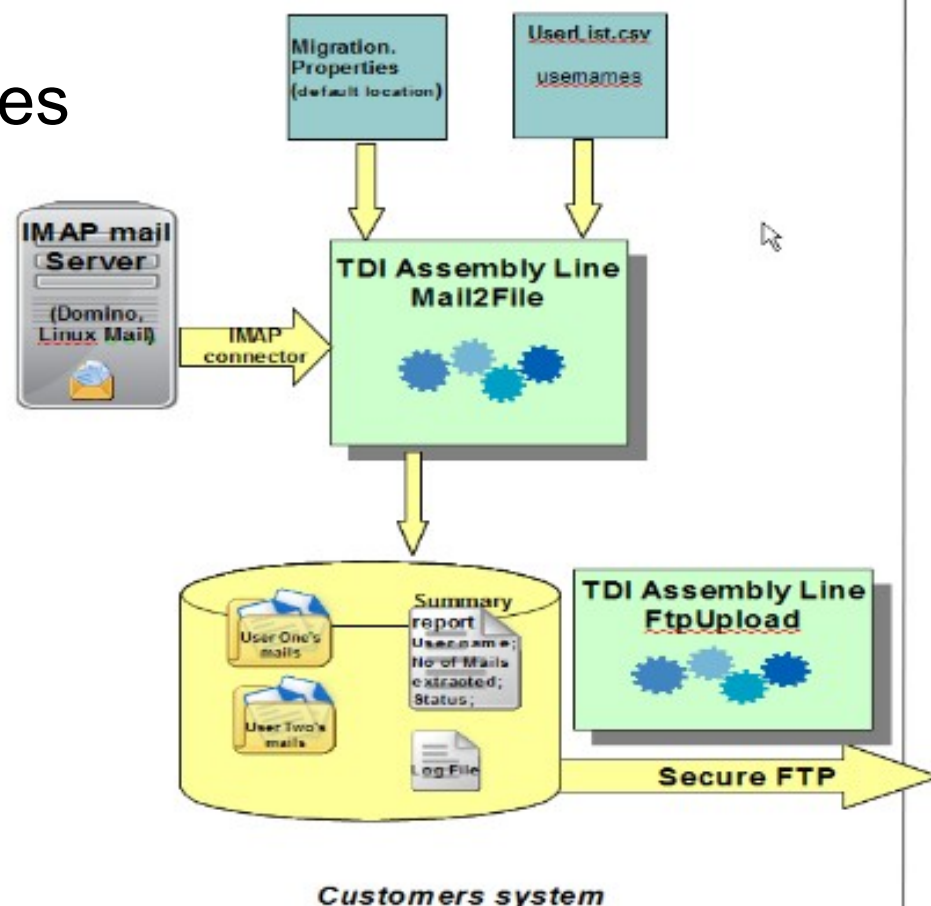 es
Migration.
Properties
(default location)
UserList.csv
usernames
IMAP mail
Server
(Domino,
Linux Mail)
IMAP
connector
TDI Assembly Line
Mail2File
TDI Assembly Line
FtpUpload
User One's
mails
User Two's
mails
Summary
report
User name;
No of Mails
extracted;
Status;
Log File
Secure FTP
Customers system